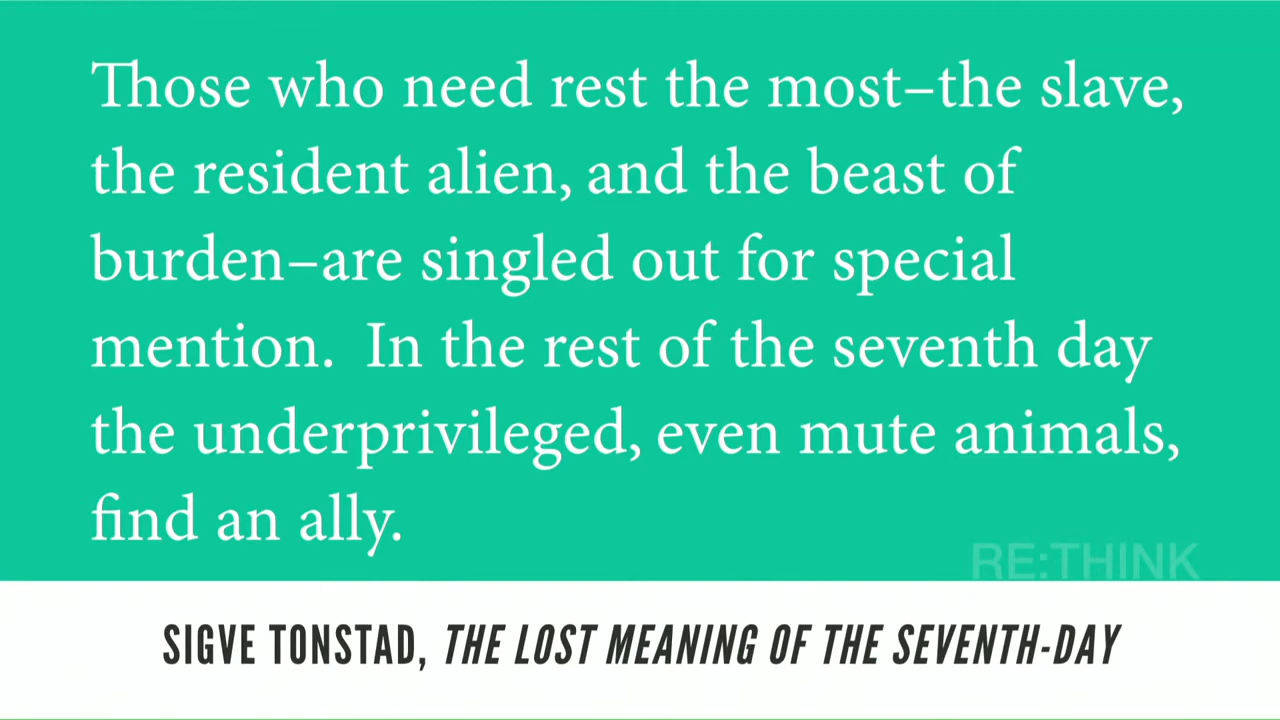 Those who need rest the most–the slave,
the resident alien, and the beast of
burden–are singled out for special
mention.  In the rest of the seventh day
the underprivileged, even mute animals,
find an ally.
RE:THINK
SIGVE TONSTAD, THE LOST MEANING OF THE SEVENTH-DAY